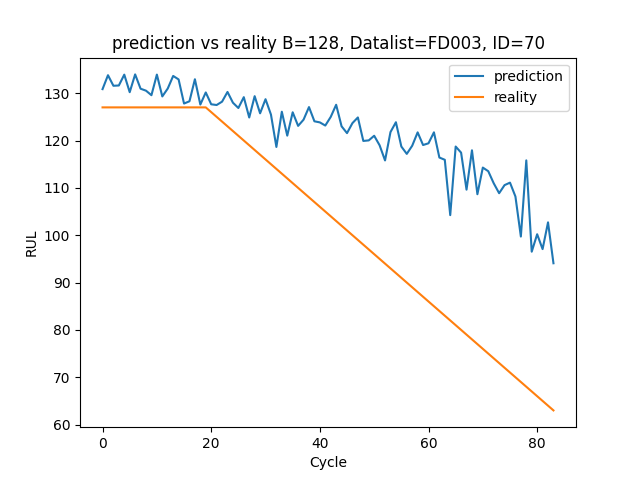 prediction vs reality B=128, Datalist=FD003, ID=70
prediction
reality
130
120
110
100
90
80
70
60
RUL
0 20 40 60 80
Cycle